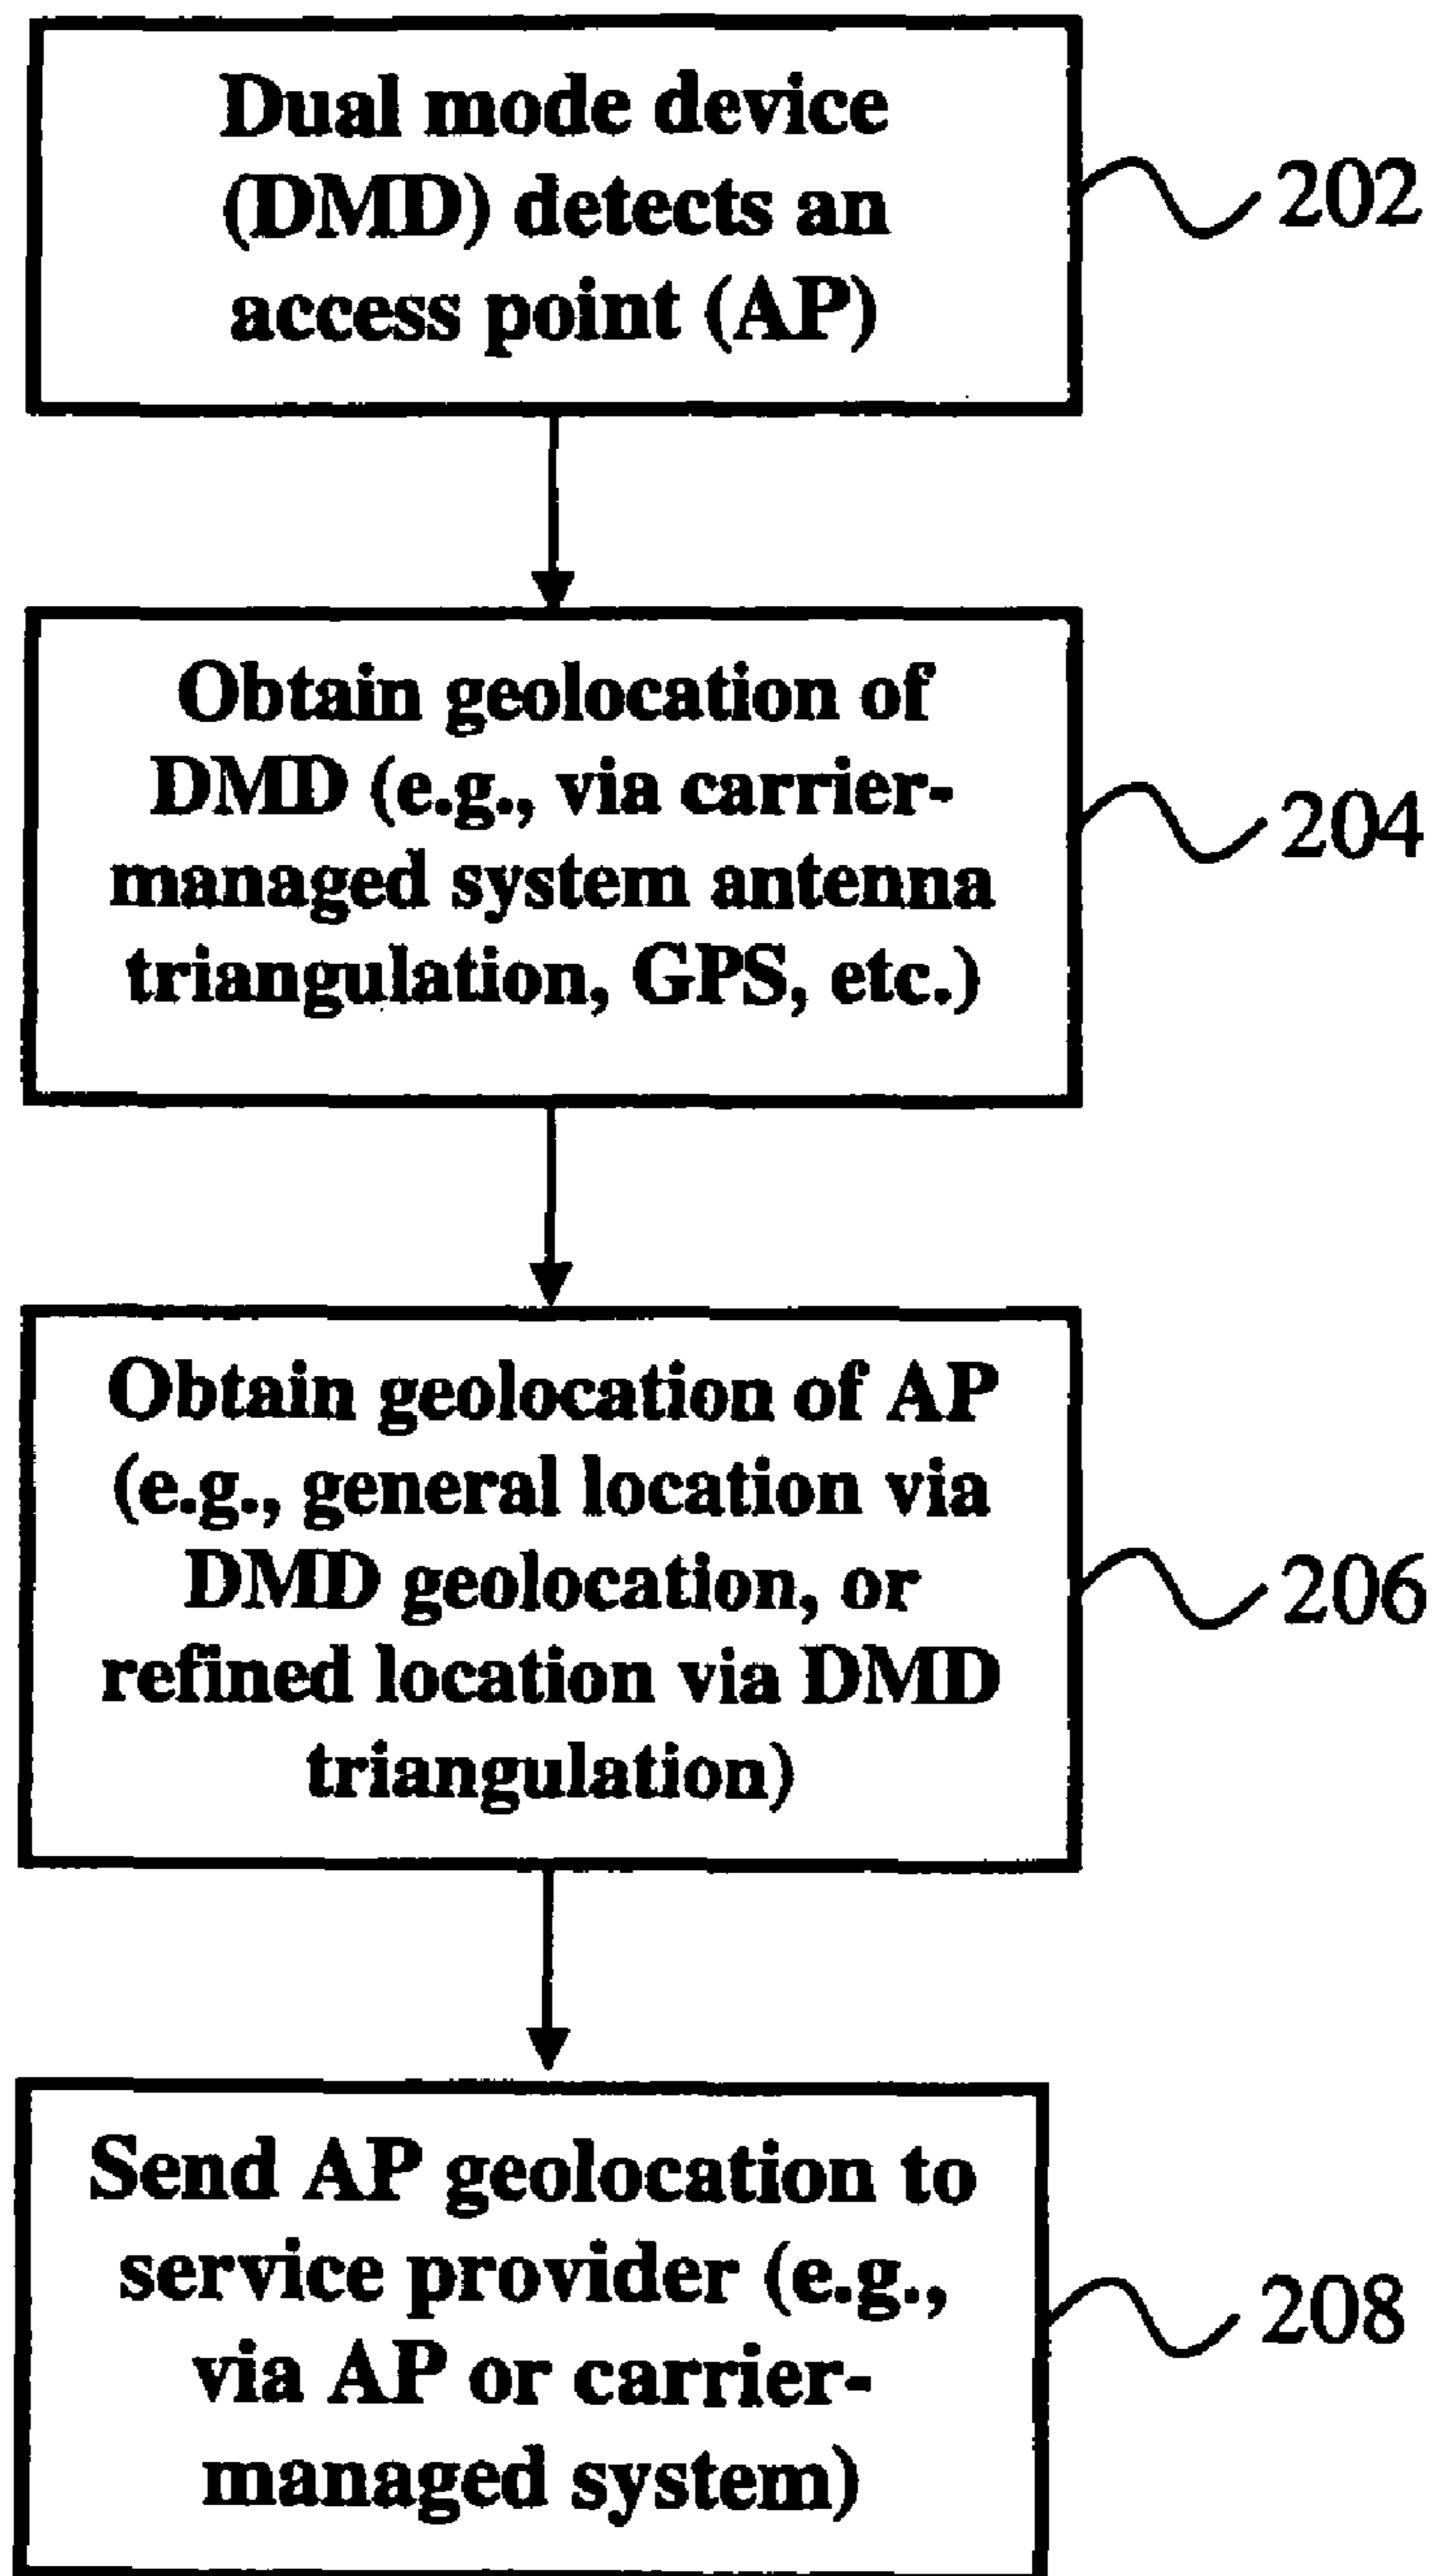 Dual mode device
(DMD) detects an
access point (AP)
202
Obtain geolocation of
DMD (e.g., via carrier-
managed system antenna
triangulation, GPS, etc.)
204
Obtain geolocation of AP
(e.g., general location via
DMD geolocation, or
refined location via DMD
triangulation)
206
Send AP geolocation to
service provider (e.g.,
via AP or carrier-
managed system)
208